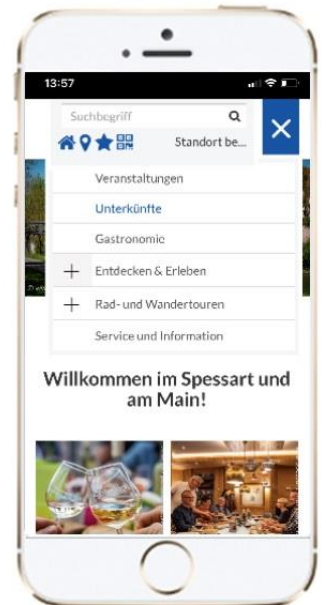 13:57
Suchbegriff
Standort be...
Veranstaltungen
Unterkünfte
Gastronomie
+ Entdecken & Erleben
+ Rad- und Wandertouren
Service und Information
Willkommen im Spessart und
am Main!